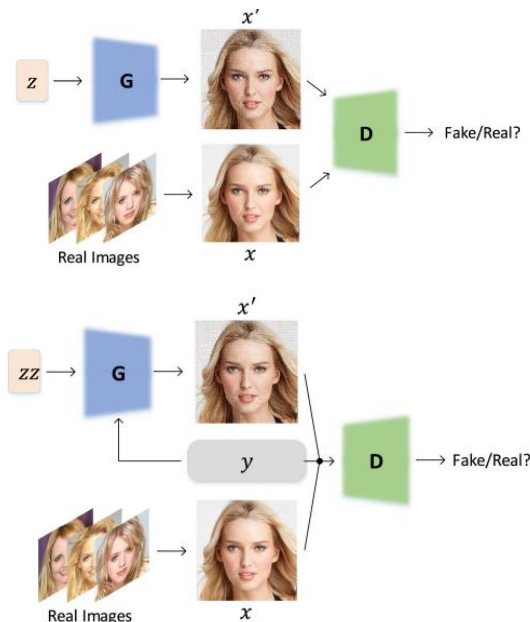 x′
z
G
D
Fake/Real?
Real Images
x
x′
zz
G
y
D
Fake/Real?
Real Images
x